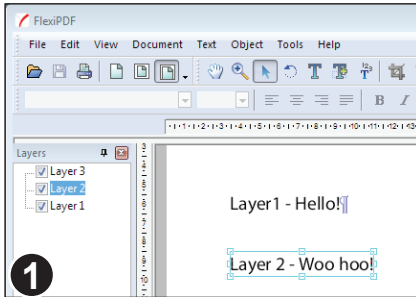 FlexiPDF
File Edit View Document Text Object Tools Help
B I
Layers
Layer 3
Layer 2
Layer 1
Layer1 - Hello!¶
Layer 2 - Woo hoo!
1